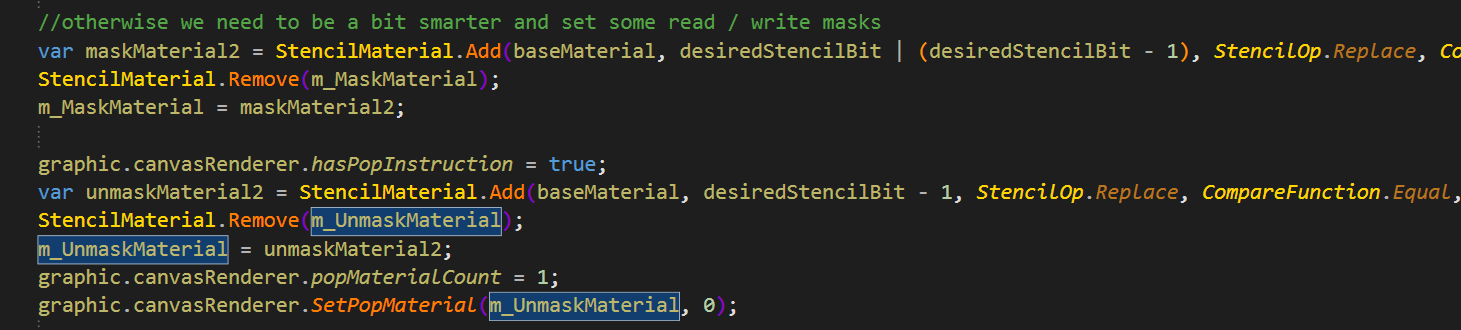 //otherwise we need to be a bit smarter and set some read / write masks
var maskMaterial2 = StencilMaterial.Add(baseMaterial, desiredStencilBit | (desiredStencilBit - 1), StencilOp.Replace, Co
StencilMaterial.Remove(m_MaskMaterial);
m_MaskMaterial = maskMaterial2;
graphic.canvasRenderer.hasPopInstruction = true;
var unmaskMaterial2 = StencilMaterial.Add(baseMaterial, desiredStencilBit - 1, StencilOp.Replace, CompareFunction.Equal,
StencilMaterial.Remove(m_UnmaskMaterial);
m_UnmaskMaterial = unmaskMaterial2;
graphic.canvasRenderer.popMaterialCount = 1;
graphic.canvasRenderer.SetPopMaterial(m_UnmaskMaterial, 0);